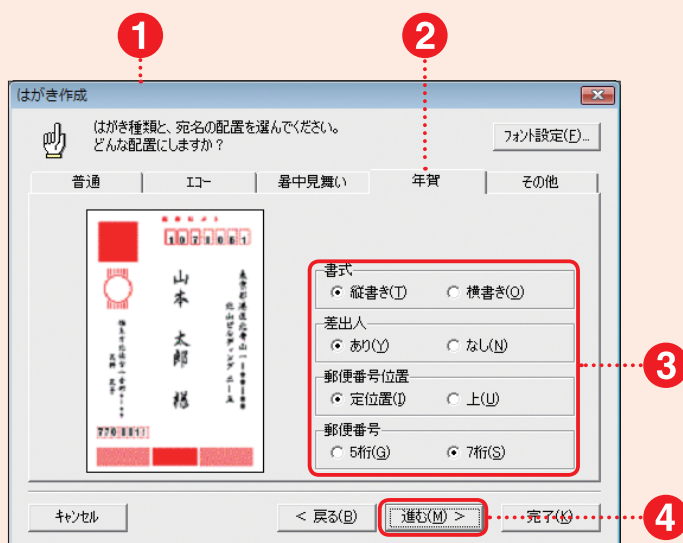 1
2
はがき作成
はがき種類と、宛名の配置を選んでください。
どんな配置にしますか？
フォント設定(F)...
普通
エコー
暑中見舞い
年賀
その他
1071051
山本 太郎 様
書式
縦書き(T)
横書き(O)
差出人
あり(Y)
なし(N)
郵便番号位置
定位置(I)
上(U)
郵便番号
5桁(G)
7桁(S)
3
キャンセル
< 戻る(B)
進む(M) >
完了(K)
4